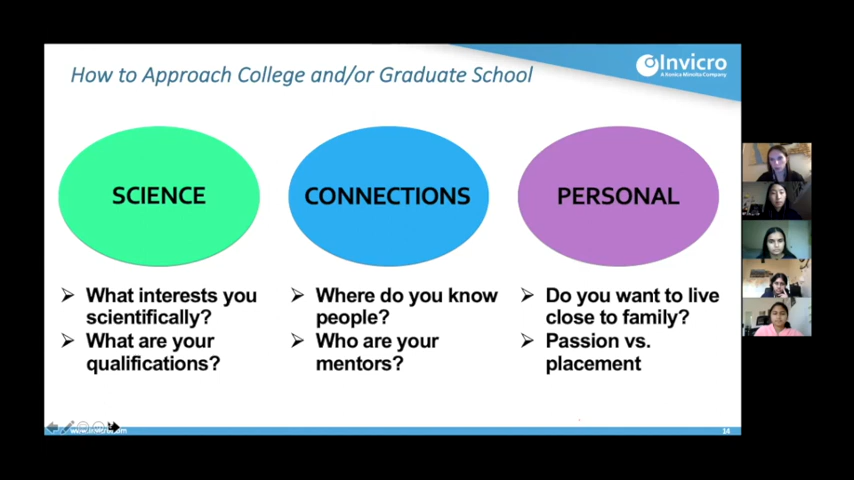 How to Approach College and/or Graduate School
Invicro
A Konica Minolta Company
SCIENCE
CONNECTIONS
PERSONAL
What interests you
scientifically?
What are your
qualifications?
Where do you know
people?
Who are your
mentors?
Do you want to live
close to family?
Passion vs.
placement
14